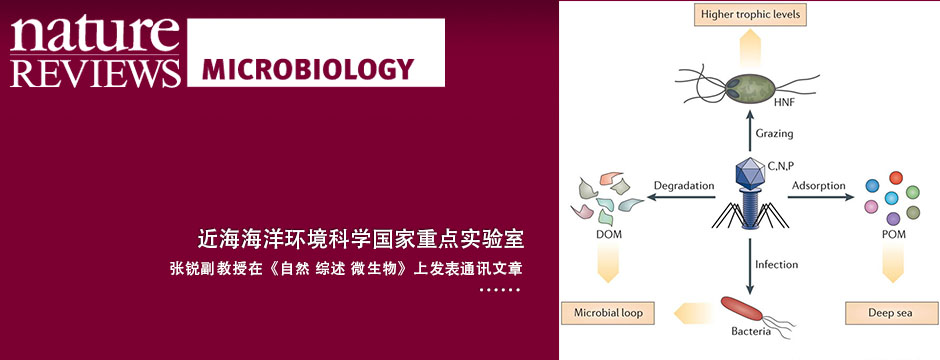 nature
REVIEWS
MICROBIOLOGY
近海海洋环境科学国家重点实验室
张锐副教授在《自然 综述 微生物》上发表通讯文章
······
Higher trophic levels
HNF
Grazing
C,N,P
Degradation
Adsorption
DOM
POM
Infection
Microbial loop
Bacteria
Deep sea